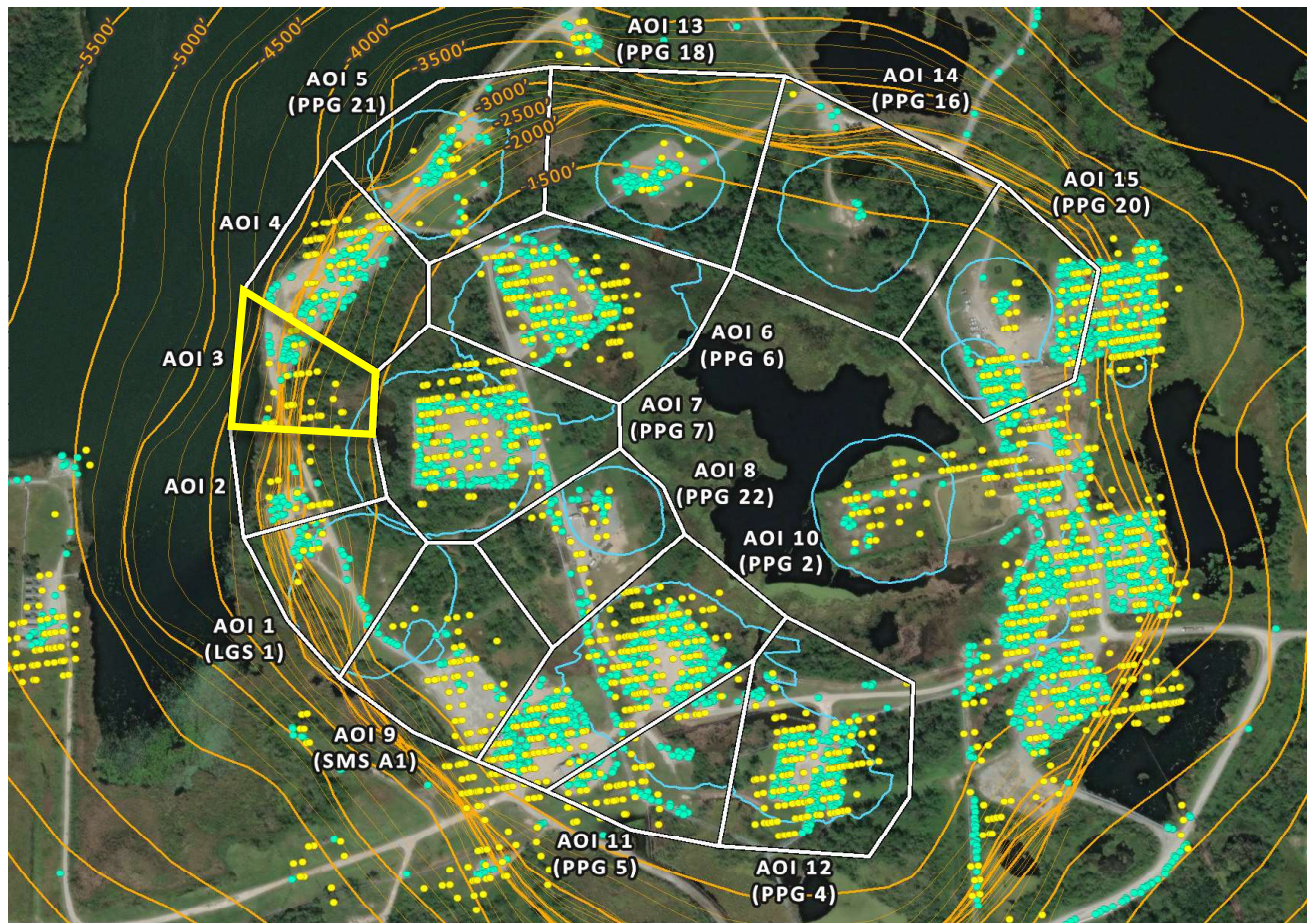 -5500'
-5000'
-4500'
-4000'
-3500'
-3000'
-2500'
-2000'
-1500'
AOI 13
(PPG 18)
AOI 14
(PPG 16)
AOI 5
(PPG 21)
AOI 15
(PPG 20)
AOI 4
AOI 3
AOI 6
(PPG 6)
AOI 7
(PPG 7)
AOI 2
AOI 8
(PPG 22)
AOI 10
(PPG 2)
AOI 1
(LGS 1)
AOI 9
(SMS A1)
AOI 11
(PPG 5)
AOI 12
(PPG 4)